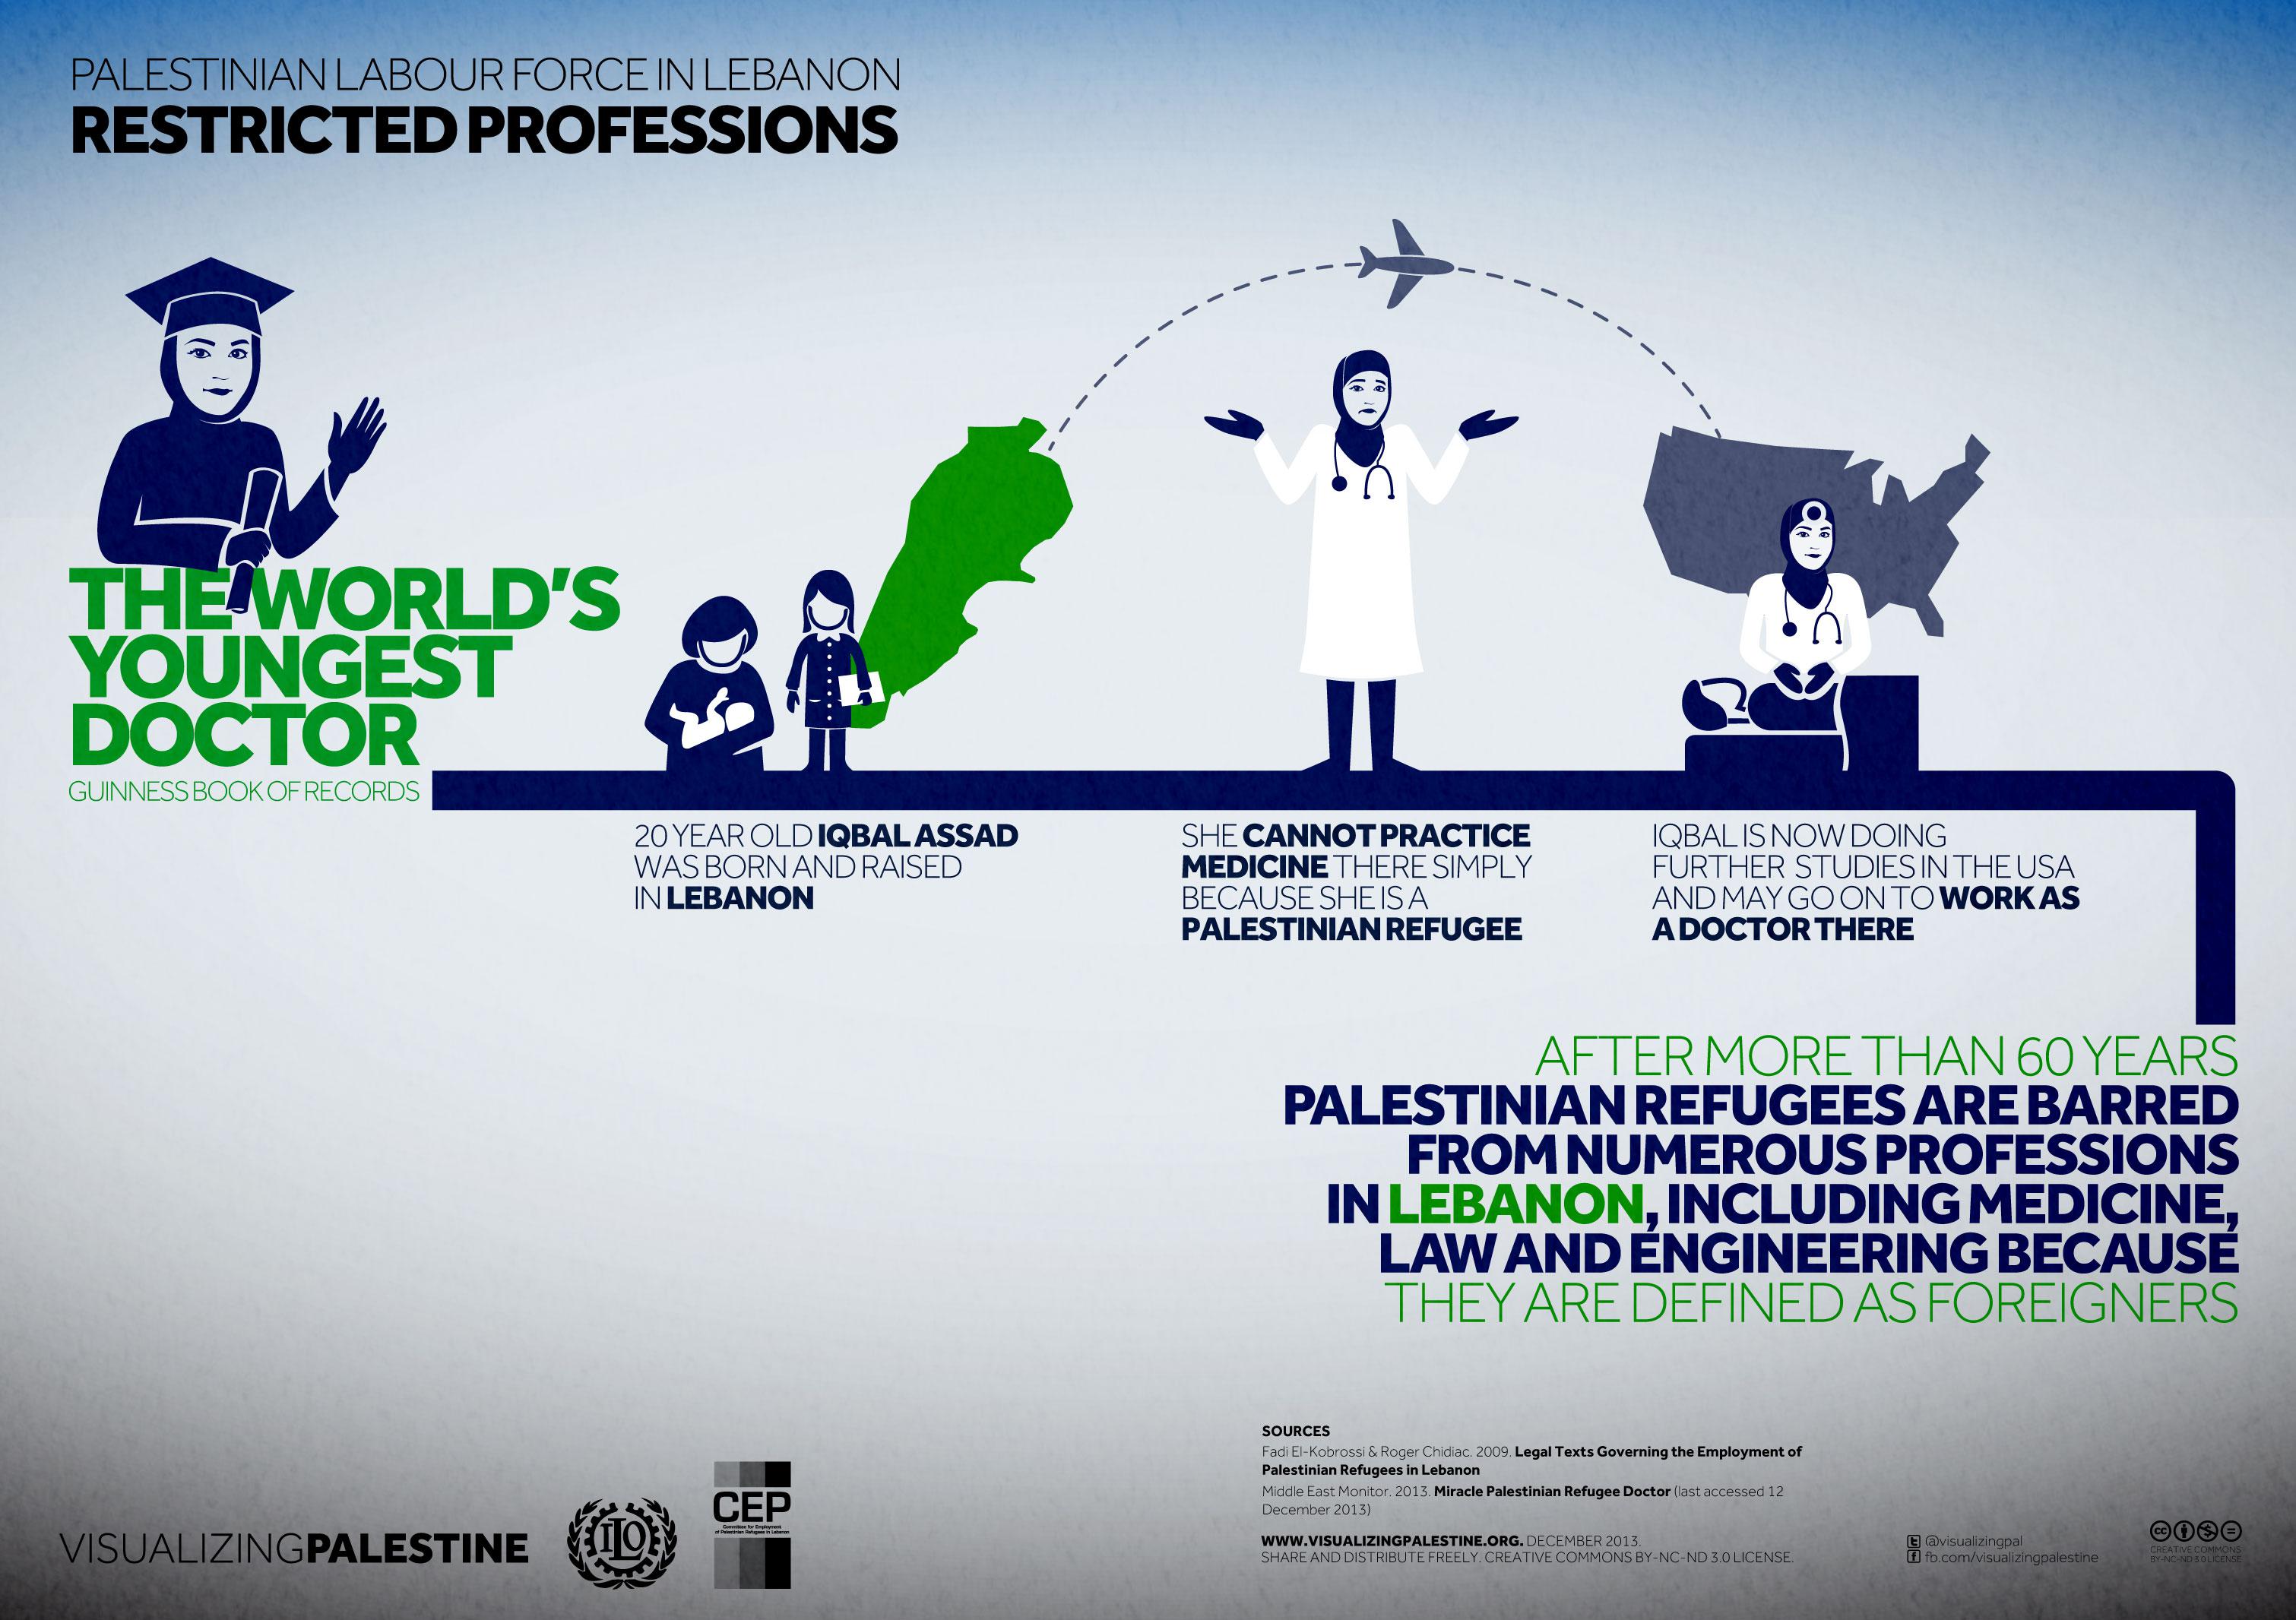 PALESTINIAN LABOUR FORCE IN LEBANON
RESTRICTED PROFESSIONS
THE WORLD'S
YOUNGEST
DOCTOR
GUINNESS BOOK OF RECORDS
20 YEAR OLD IQBAL ASSAD
WAS BORN AND RAISED
IN LEBANON
SHE CANNOT PRACTICE
MEDICINE THERE SIMPLY
BECAUSE SHE IS A
PALESTINIAN REFUGEE
IQBAL IS NOW DOING
FURTHER STUDIES IN THE USA
AND MAY GO ON TO WORK AS
A DOCTOR THERE
AFTER MORE THAN 60 YEARS
PALESTINIAN REFUGEES ARE BARRED
FROM NUMEROUS PROFESSIONS
IN LEBANON, INCLUDING MEDICINE,
LAW AND ENGINEERING BECAUSE
THEY ARE DEFINED AS FOREIGNERS
SOURCES
Fadi El-Kobrossi & Roger Chidiac. 2009. Legal Texts Governing the Employment of
Palestinian Refugees in Lebanon
Middle East Monitor. 2013. Miracle Palestinian Refugee Doctor (last accessed 12
December 2013)
WWW.VISUALIZINGPALESTINE.ORG. DECEMBER 2013.
SHARE AND DISTRIBUTE FREELY. CREATIVE COMMONS BY-NC-ND 3.0 LICENSE.
VISUALIZINGPALESTINE
ILO
CEP
Committee for Employment
of Palestinian Refugees in Lebanon
@visualizingpal
fb.com/visualizingpalestine
cc
CREATIVE COMMONS
BY-NC-ND 3.0 LICENSE